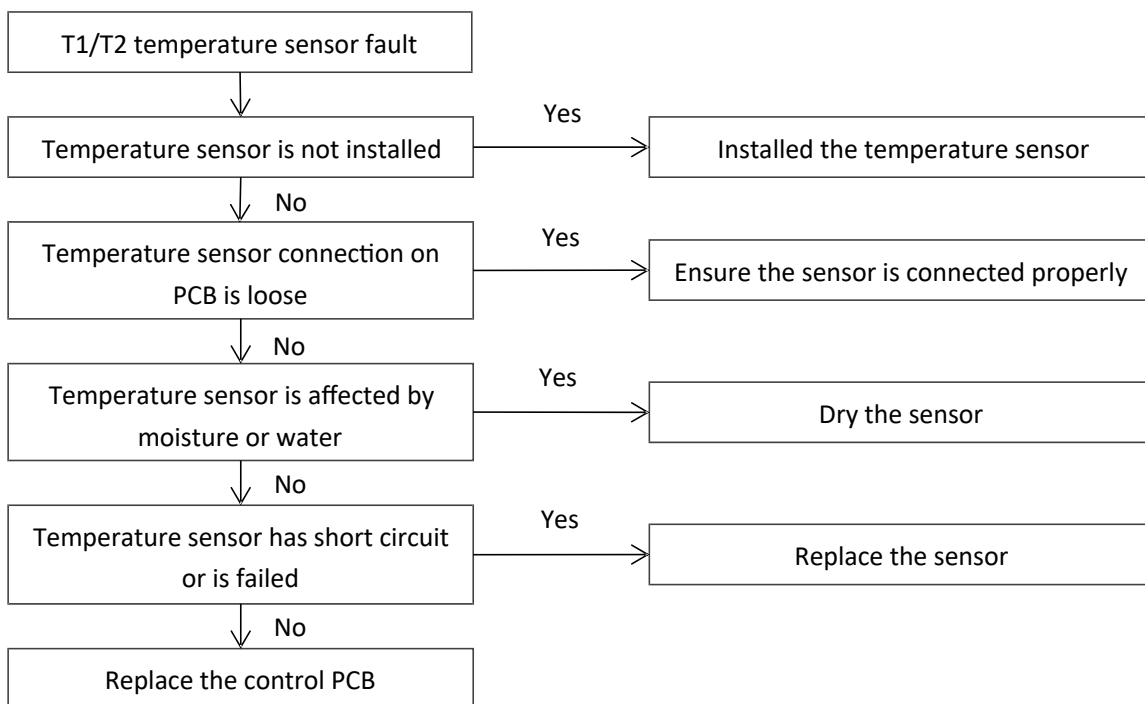 T1/T2 temperature sensor fault
Yes
Temperature sensor is not installed
Installed the temperature sensor
No
Temperature sensor connection on
PCB is loose
Yes
Ensure the sensor is connected properly
No
Temperature sensor is affected by
moisture or water
Yes
Dry the sensor
No
Temperature sensor has short circuit
or is failed
Yes
Replace the sensor
No
Replace the control PCB